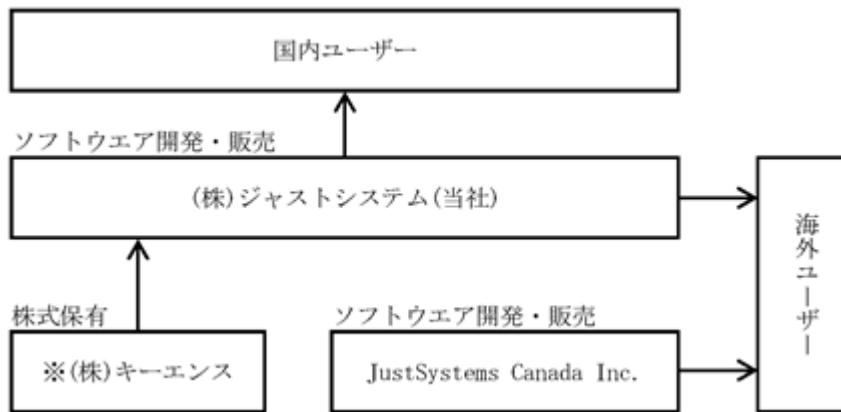 国内ユーザー
ソフトウエア開発・販売
(株)ジャストシステム(当社)
海外ユーザー
株式保有
ソフトウエア開発・販売
※(株)キーエンス
JustSystems Canada Inc.